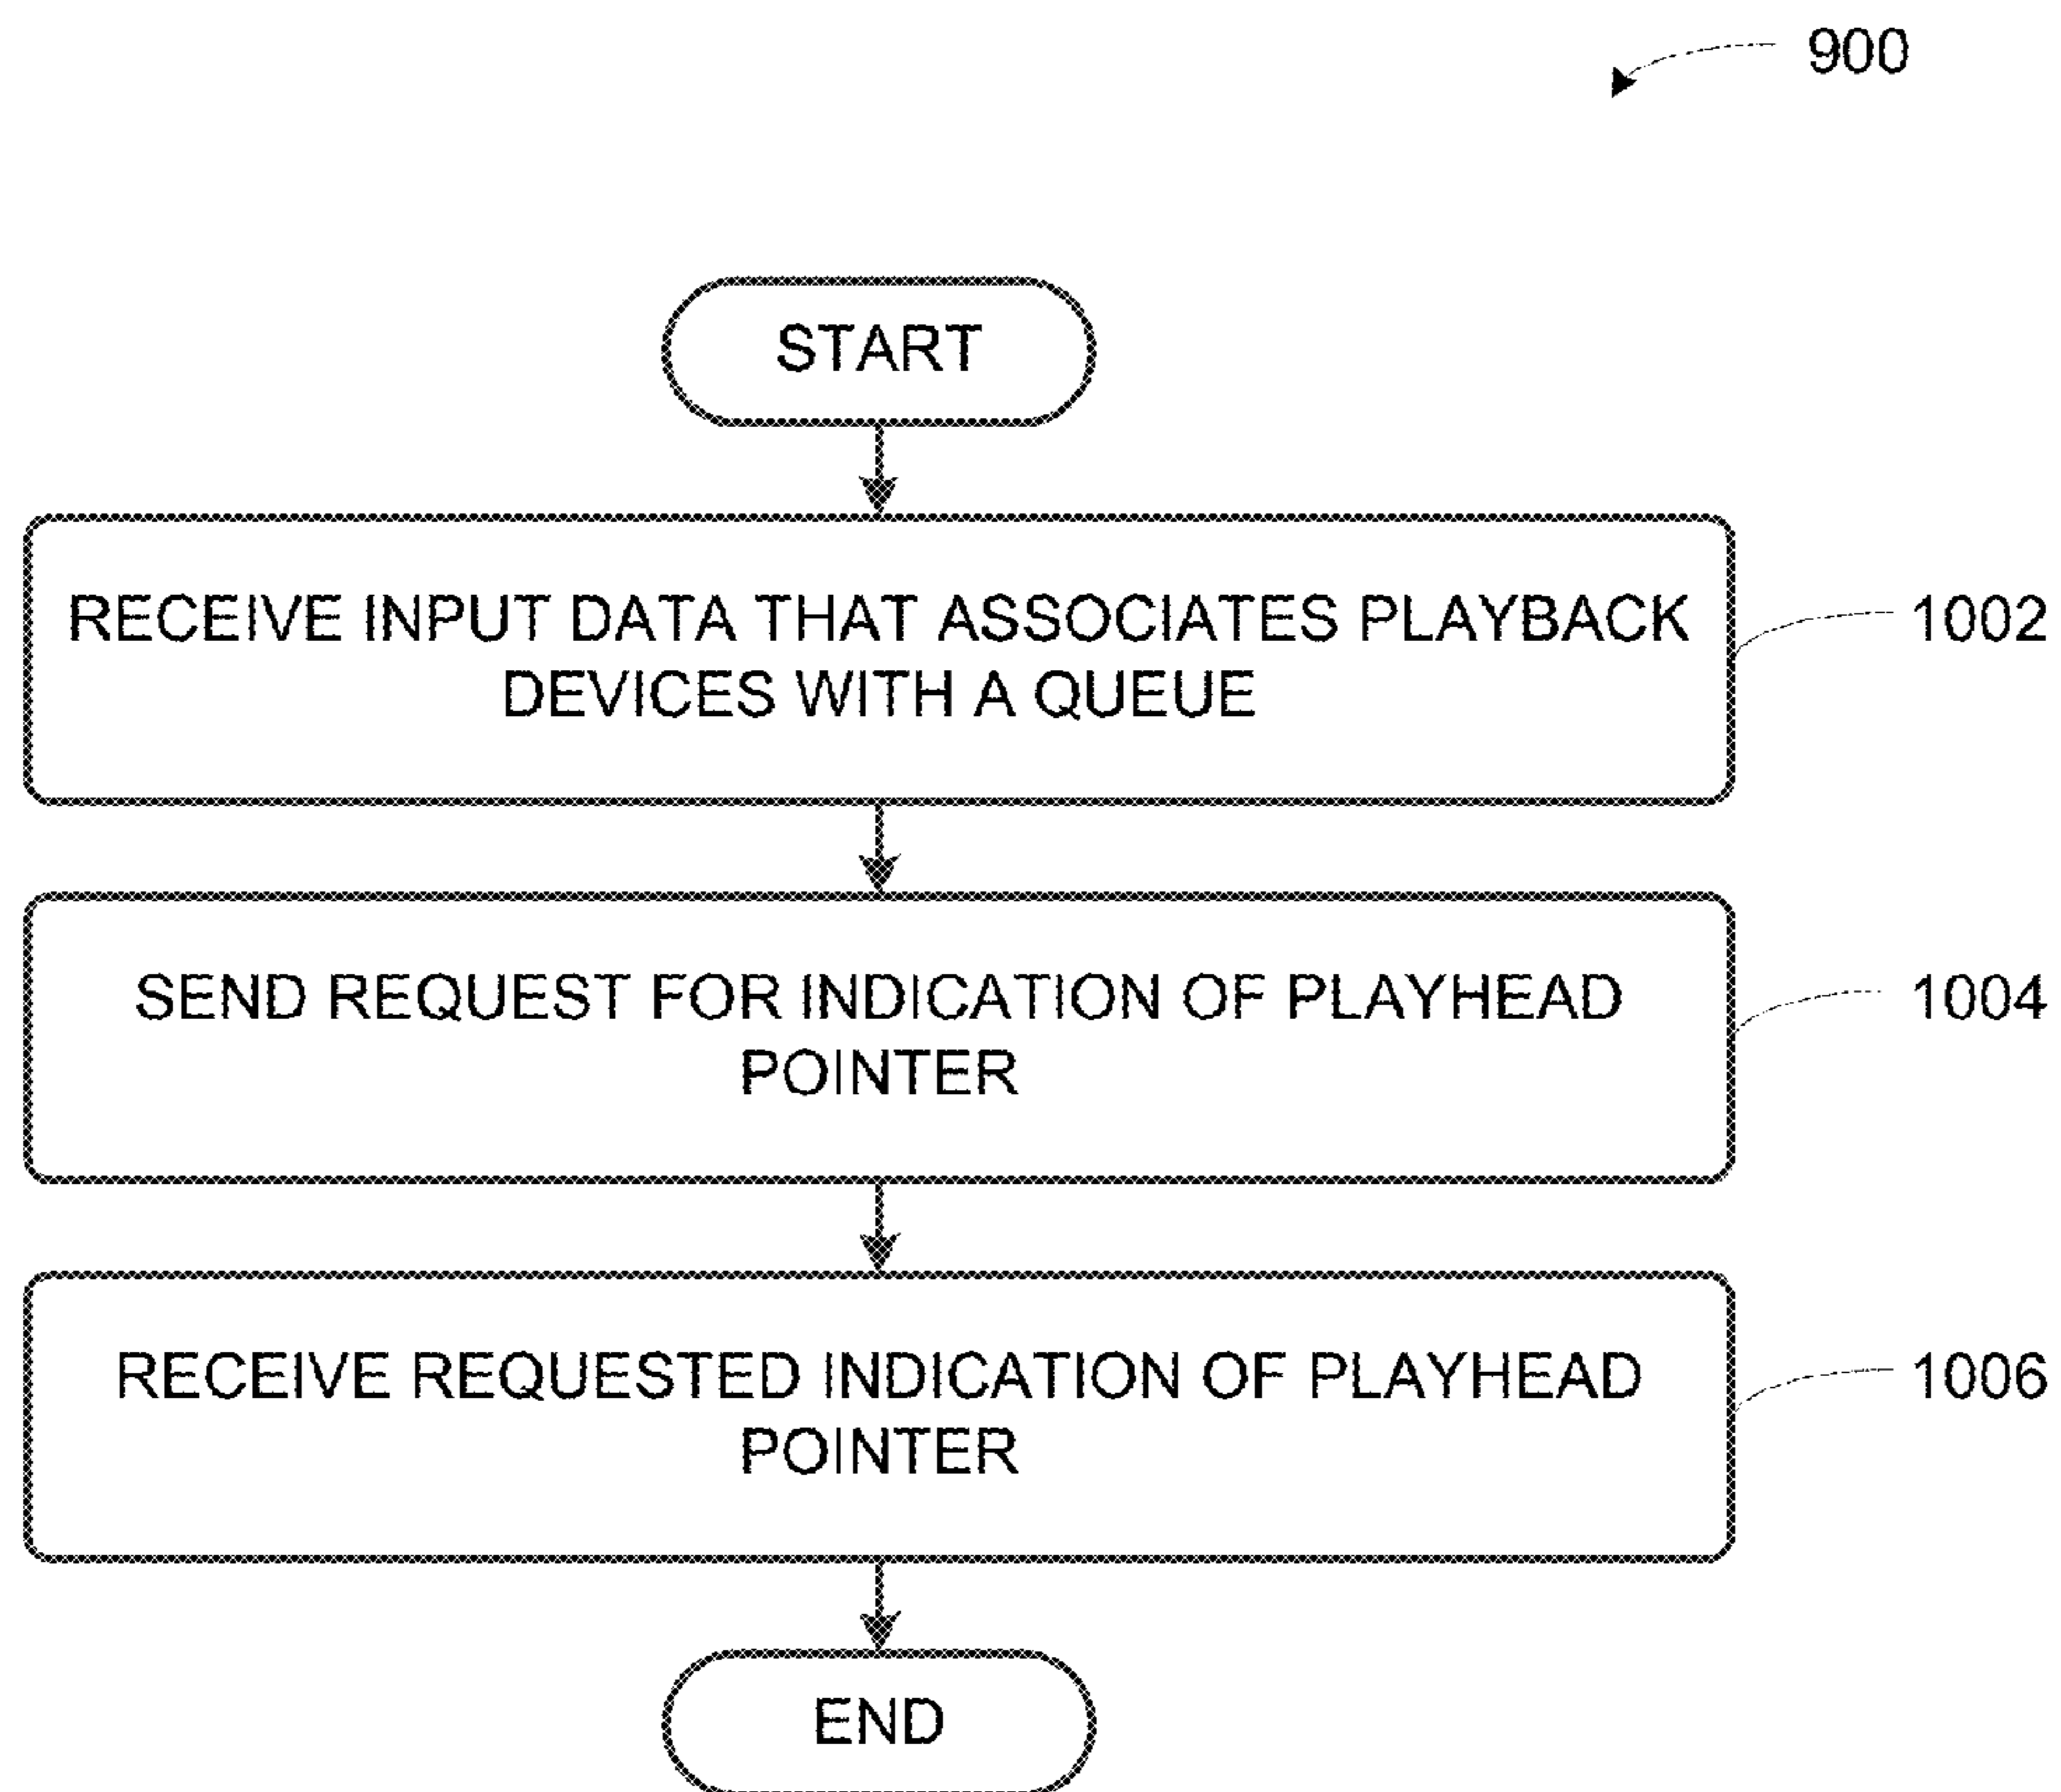 900
START
RECEIVE INPUT DATA THAT ASSOCIATES PLAYBACK
DEVICES WITH A QUEUE
1002
SEND REQUEST FOR INDICATION OF PLAYHEAD
POINTER
1004
RECEIVE REQUESTED INDICATION OF PLAYHEAD
POINTER
1006
END